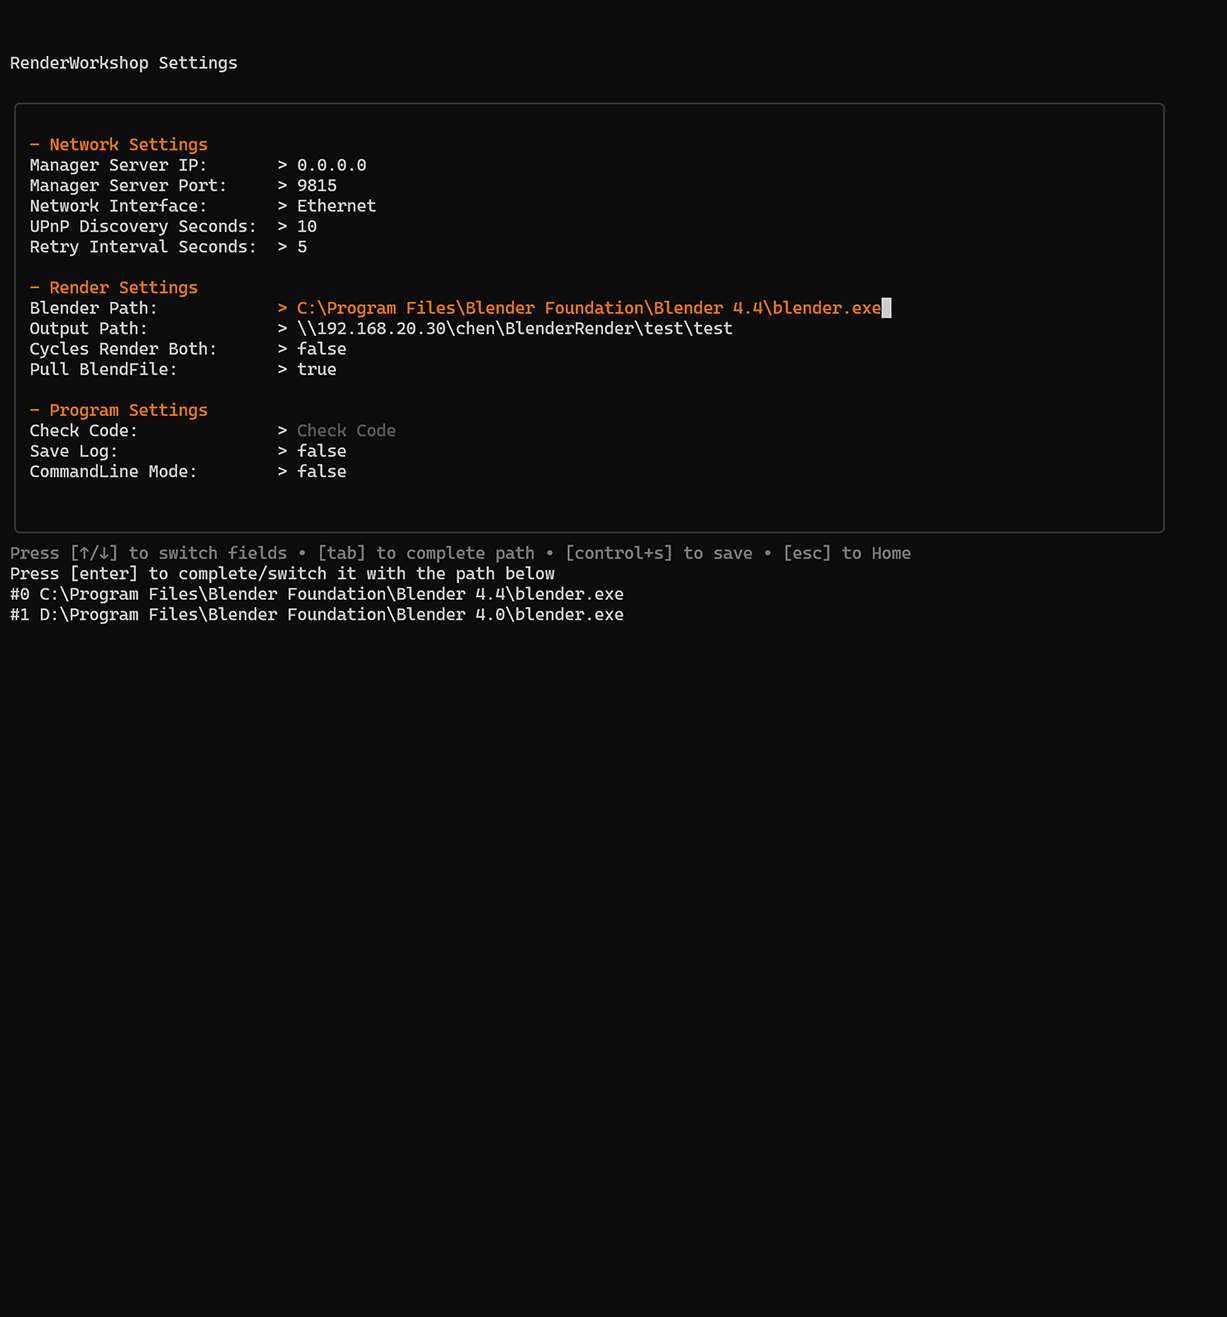 RenderWorkshop Settings
– Network Settings
Manager Server IP: > 0.0.0.0
Manager Server Port: > 9815
Network Interface: > Ethernet
UPnP Discovery Seconds: > 10
Retry Interval Seconds: > 5
– Render Settings
Blender Path: > C:\Program Files\Blender Foundation\Blender 4.4\blender.exe
Output Path: > \\192.168.20.30\chen\BlenderRender\test\test
Cycles Render Both: > false
Pull BlendFile: > true
– Program Settings
Check Code: > Check Code
Save Log: > false
CommandLine Mode: > false
Press [↑/↓] to switch fields • [tab] to complete path • [control+s] to save • [esc] to Home
Press [enter] to complete/switch it with the path below
#0 C:\Program Files\Blender Foundation\Blender 4.4\blender.exe
#1 D:\Program Files\Blender Foundation\Blender 4.0\blender.exe